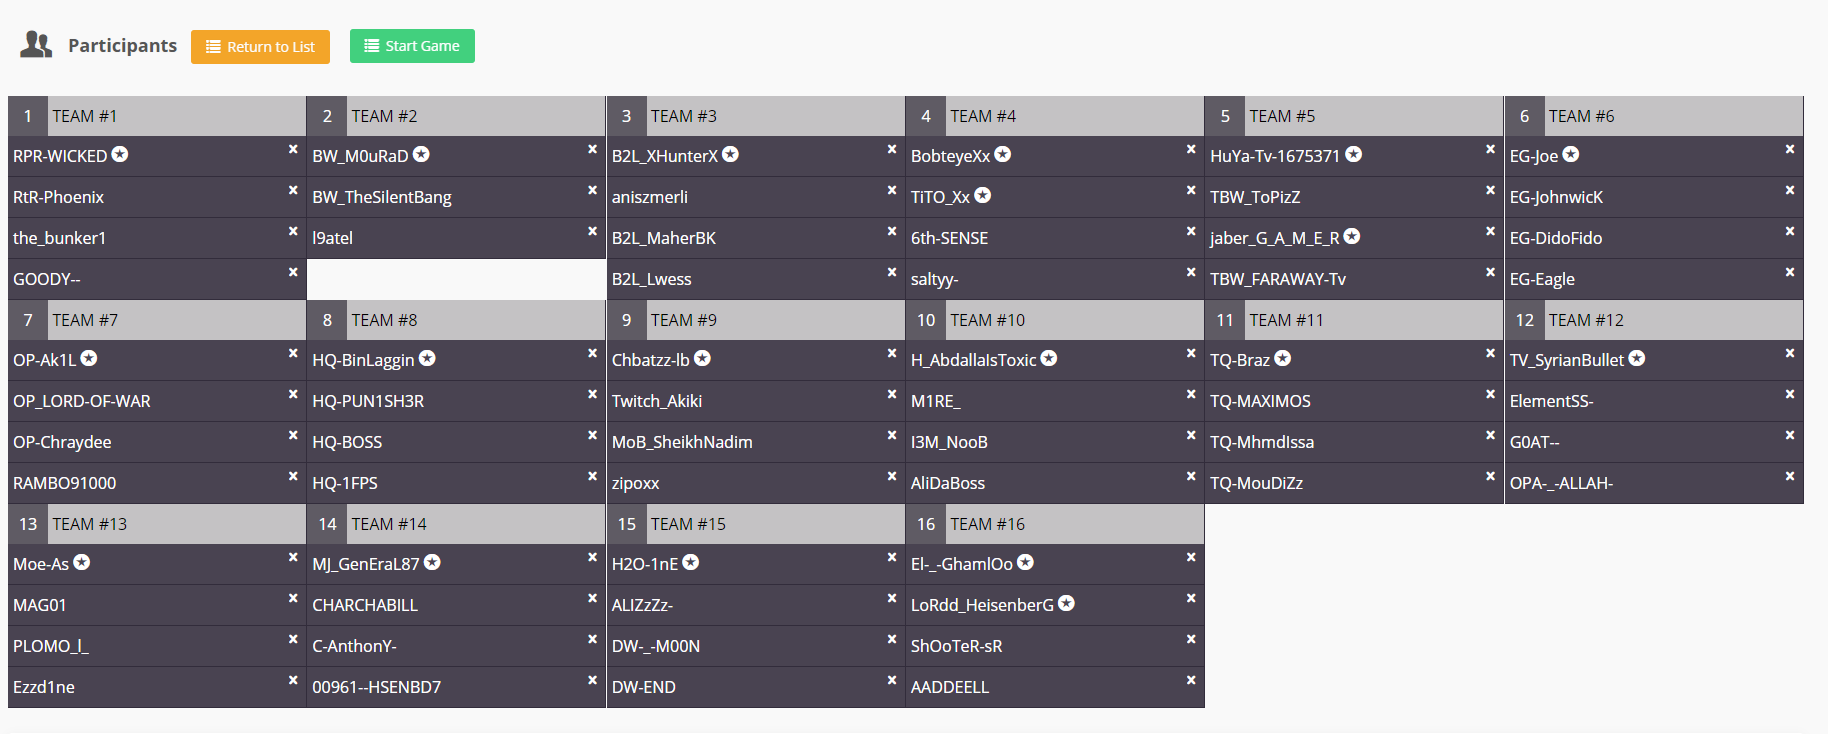 Participants Return to List Start Game
1 TEAM #1 2 TEAM #2 3 TEAM #3 4 TEAM #4 5 TEAM #5 6 TEAM #6
RPR-WICKED BW_M0uRaD B2L_XHunterX BobteyeXx HuYa-Tv-1675371 EG-Joe
RtR-Phoenix BW_TheSilentBang aniszmerli TiTO_Xx TBW_ToPizZ EG-JohnwicK
the_bunker1 l9atel B2L_MaherBK 6th-SENSE jaber_G_A_M_E_R EG-DidoFido
GOODY-- B2L_Lwess saltyy- TBW_FARAWAY-Tv EG-Eagle
7 TEAM #7 8 TEAM #8 9 TEAM #9 10 TEAM #10 11 TEAM #11 12 TEAM #12
OP-Ak1L HQ-BinLaggin Chbatzz-lb H_AbdallaIsToxic TQ-Braz TV_SyrianBullet
OP_LORD-OF-WAR HQ-PUN1SH3R Twitch_Akiki M1RE_ TQ-MAXIMOS ElementSS-
OP-Chraydee HQ-BOSS MoB_SheikhNadim I3M_NooB TQ-MhmdIssa G0AT--
RAMBO91000 HQ-1FPS zipoxx AliDaBoss TQ-MouDiZz OPA-_-ALLAH-
13 TEAM #13 14 TEAM #14 15 TEAM #15 16 TEAM #16
Moe-As MJ_GenEraL87 H2O-1nE El-_-GhamlOo
MAG01 CHARCHABILL ALIZzZz- LoRdd_HeisenberG
PLOMO_l_ C-AnthonY- DW-_-M00N ShOoTeR-sR
Ezzd1ne 00961--HSENBD7 DW-END AADDEELL